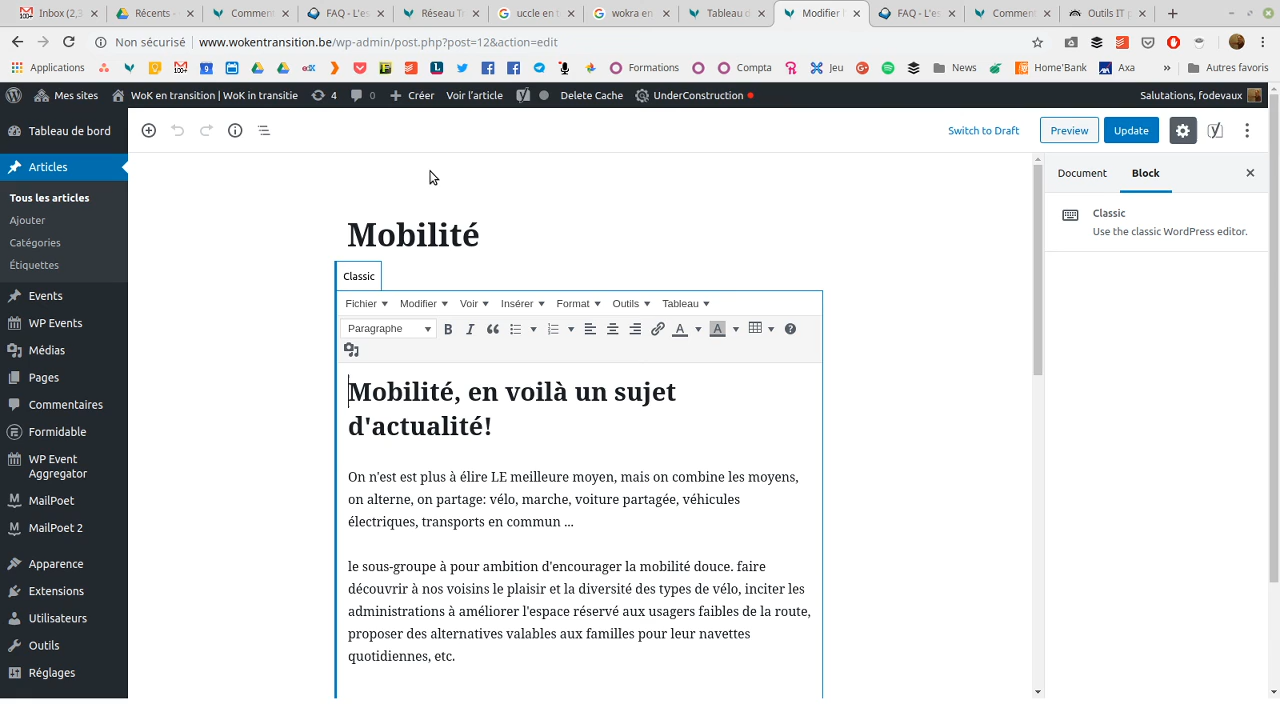 Inbox (2,3
Récents -
Comment
FAQ - L'es
Réseau T
uccle en t
wokra en
Tableau d
Modifier l
FAQ - L'es
Comment
Outils IT p
Non sécurisé
www.wokentransition.be/wp-admin/post.php?post=12&action=edit
Applications
Formations
Compta
Jeu
News
Home'Bank
Axa
»
Autres favoris
Mes sites
WoK en transition | WoK in transitie
4
0
Créer
Voir l'article
Delete Cache
UnderConstruction
Salutations, fodevaux
Tableau de bord
Articles
Tous les articles
Ajouter
Catégories
Étiquettes
Events
WP Events
Médias
Pages
Commentaires
Formidable
WP Event
Aggregator
MailPoet
MailPoet 2
Apparence
Extensions
Utilisateurs
Outils
Réglages
Switch to Draft
Preview
Update
Document
Block
Classic
Use the classic WordPress editor.
Mobilité
Classic
Fichier
Modifier
Voir
Insérer
Format
Outils
Tableau
Paragraphe
Mobilité, en voilà un sujet
d'actualité!
On n'est est plus à élire LE meilleure moyen, mais on combine les moyens,
on alterne, on partage: vélo, marche, voiture partagée, véhicules
électriques, transports en commun ...
le sous-groupe à pour ambition d'encourager la mobilité douce. faire
découvrir à nos voisins le plaisir et la diversité des types de vélo, inciter les
administrations à améliorer l'espace réservé aux usagers faibles de la route,
proposer des alternatives valables aux familles pour leur navettes
quotidiennes, etc.